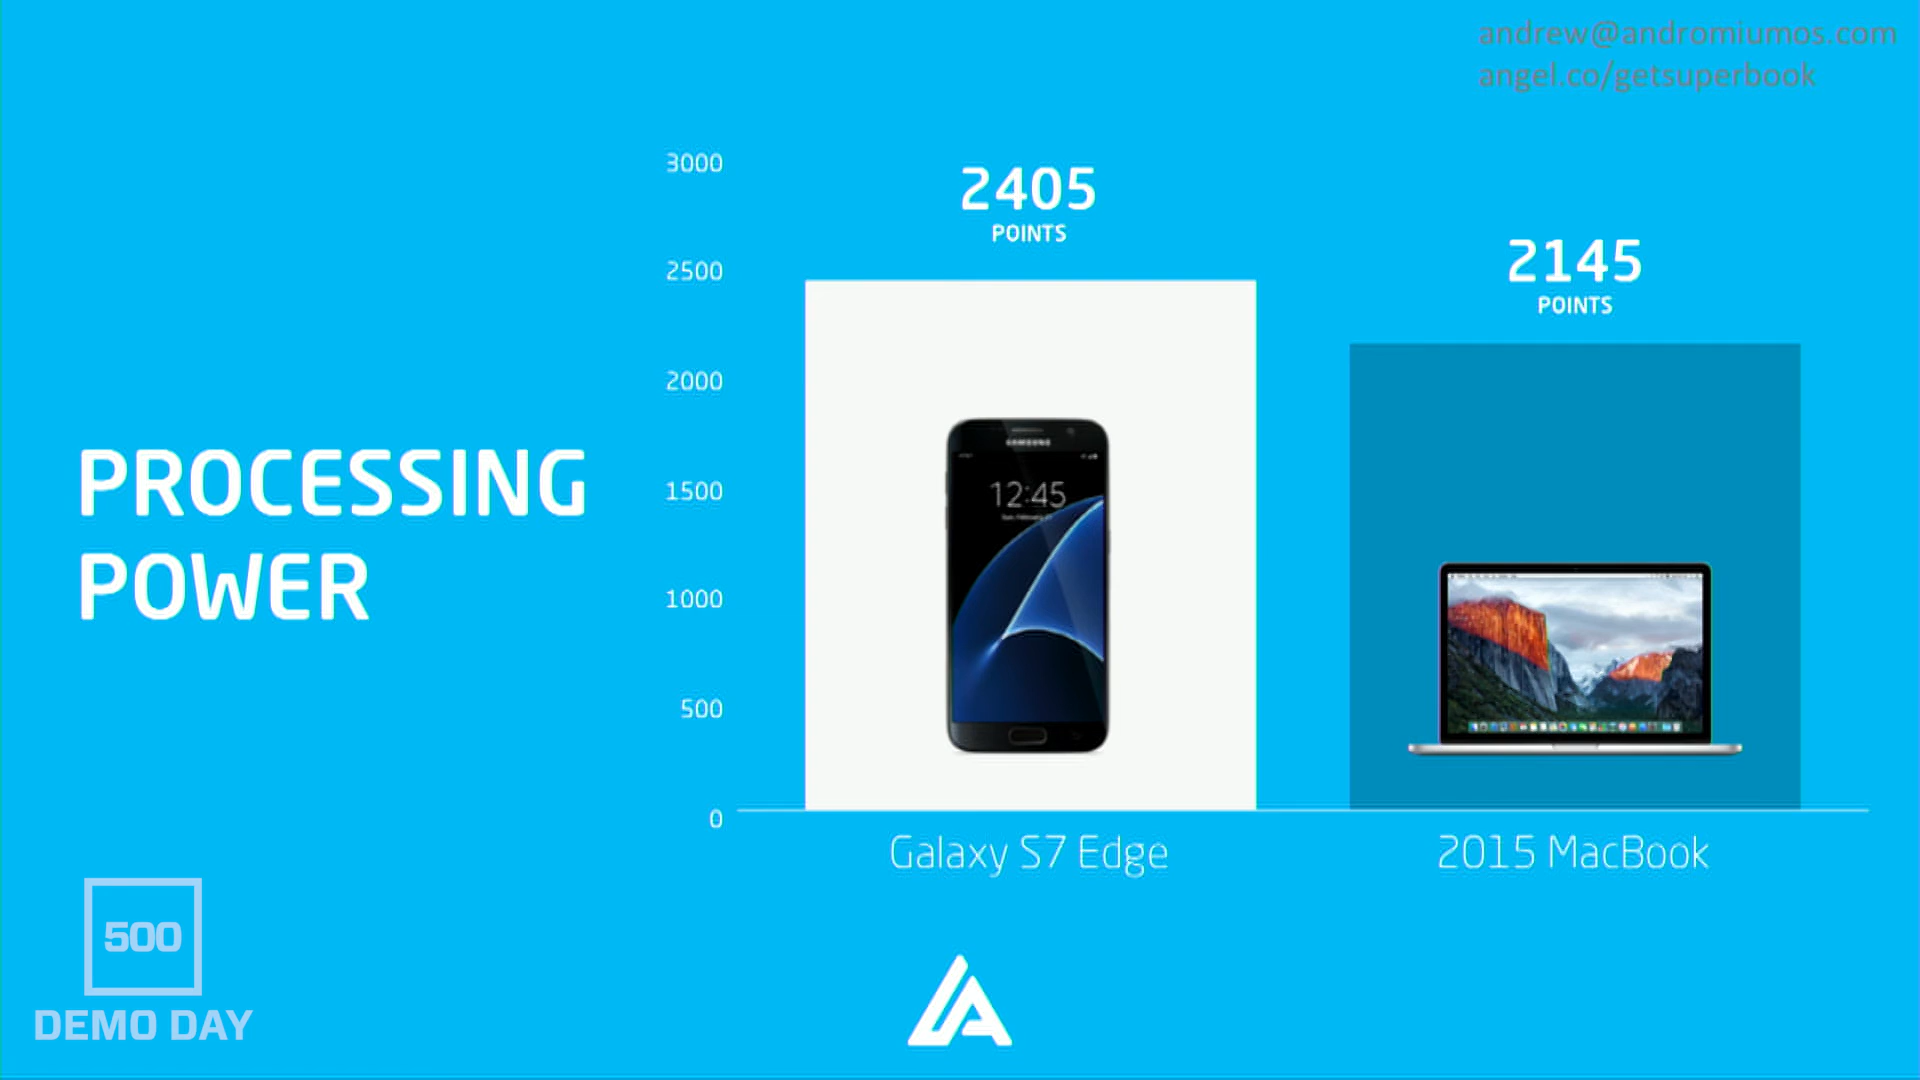 andrew@andromiumos.com
angel.co/getsuperbook
PROCESSING
POWER
3000
2500
2000
1500
1000
500
0
2405
POINTS
2145
POINTS
SAMSUNG
12:45
Galaxy S7 Edge
2015 MacBook
500
DEMO DAY